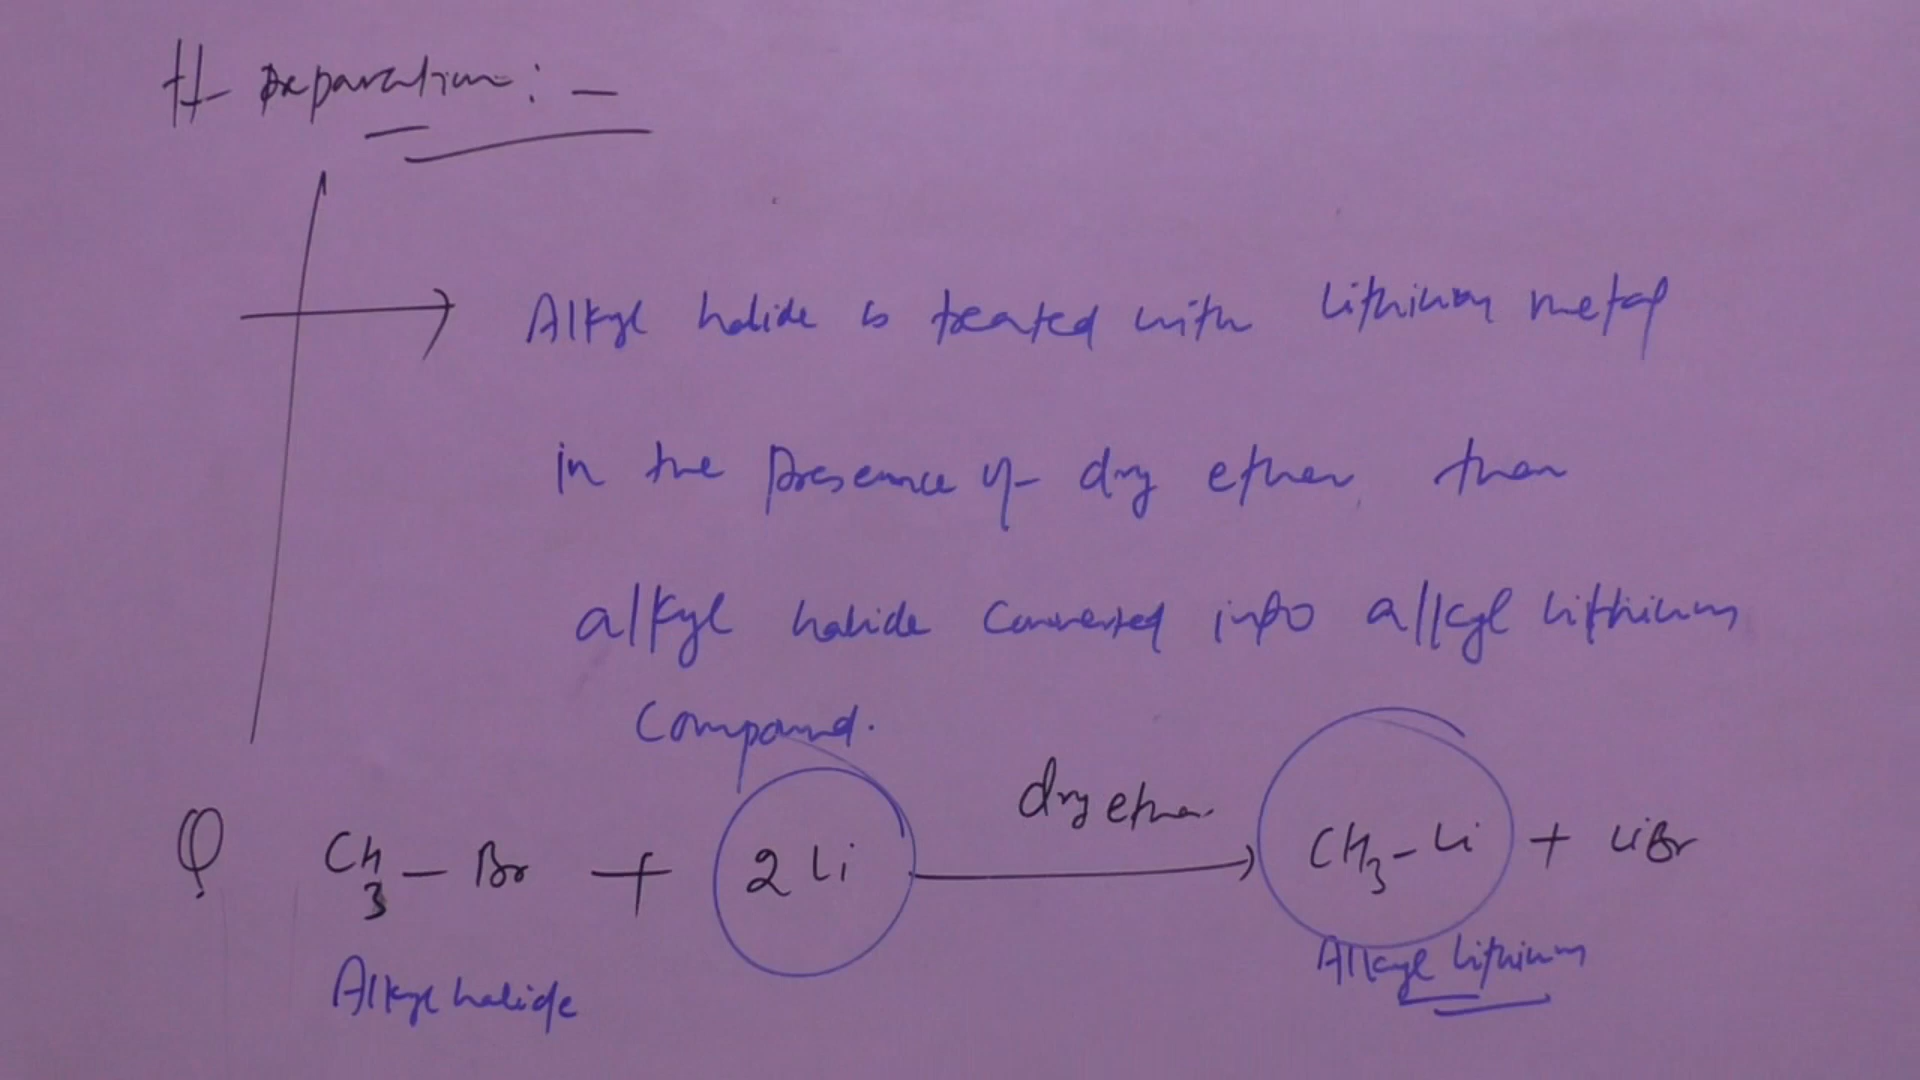 # Preparation: -
Alkyl halide is treated with lithium metal
in the presence of dry ether than
alkyl halide converted into alkyl lithium
compound.
CH3 - Br + 2Li dry ether → CH3 - Li + LiBr
Alkyl halide Alkyl lithium